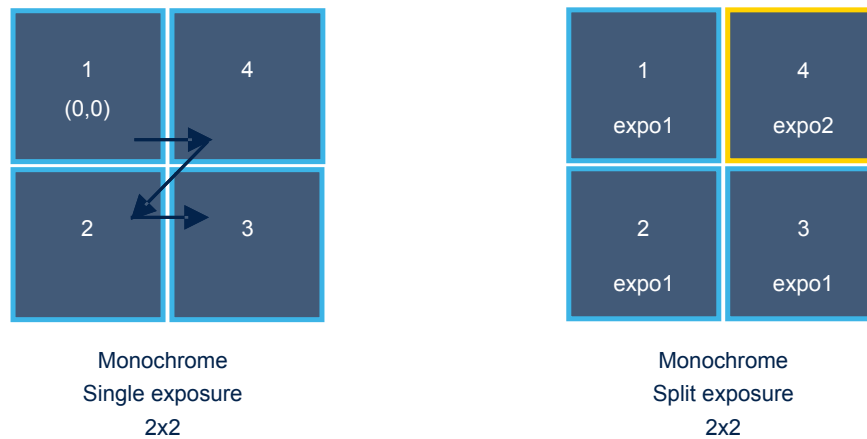 1
(0,0)
4
2
3
Monochrome
Single exposure
2x2
1
expo1
4
expo2
2
expo1
3
expo1
Monochrome
Split exposure
2x2